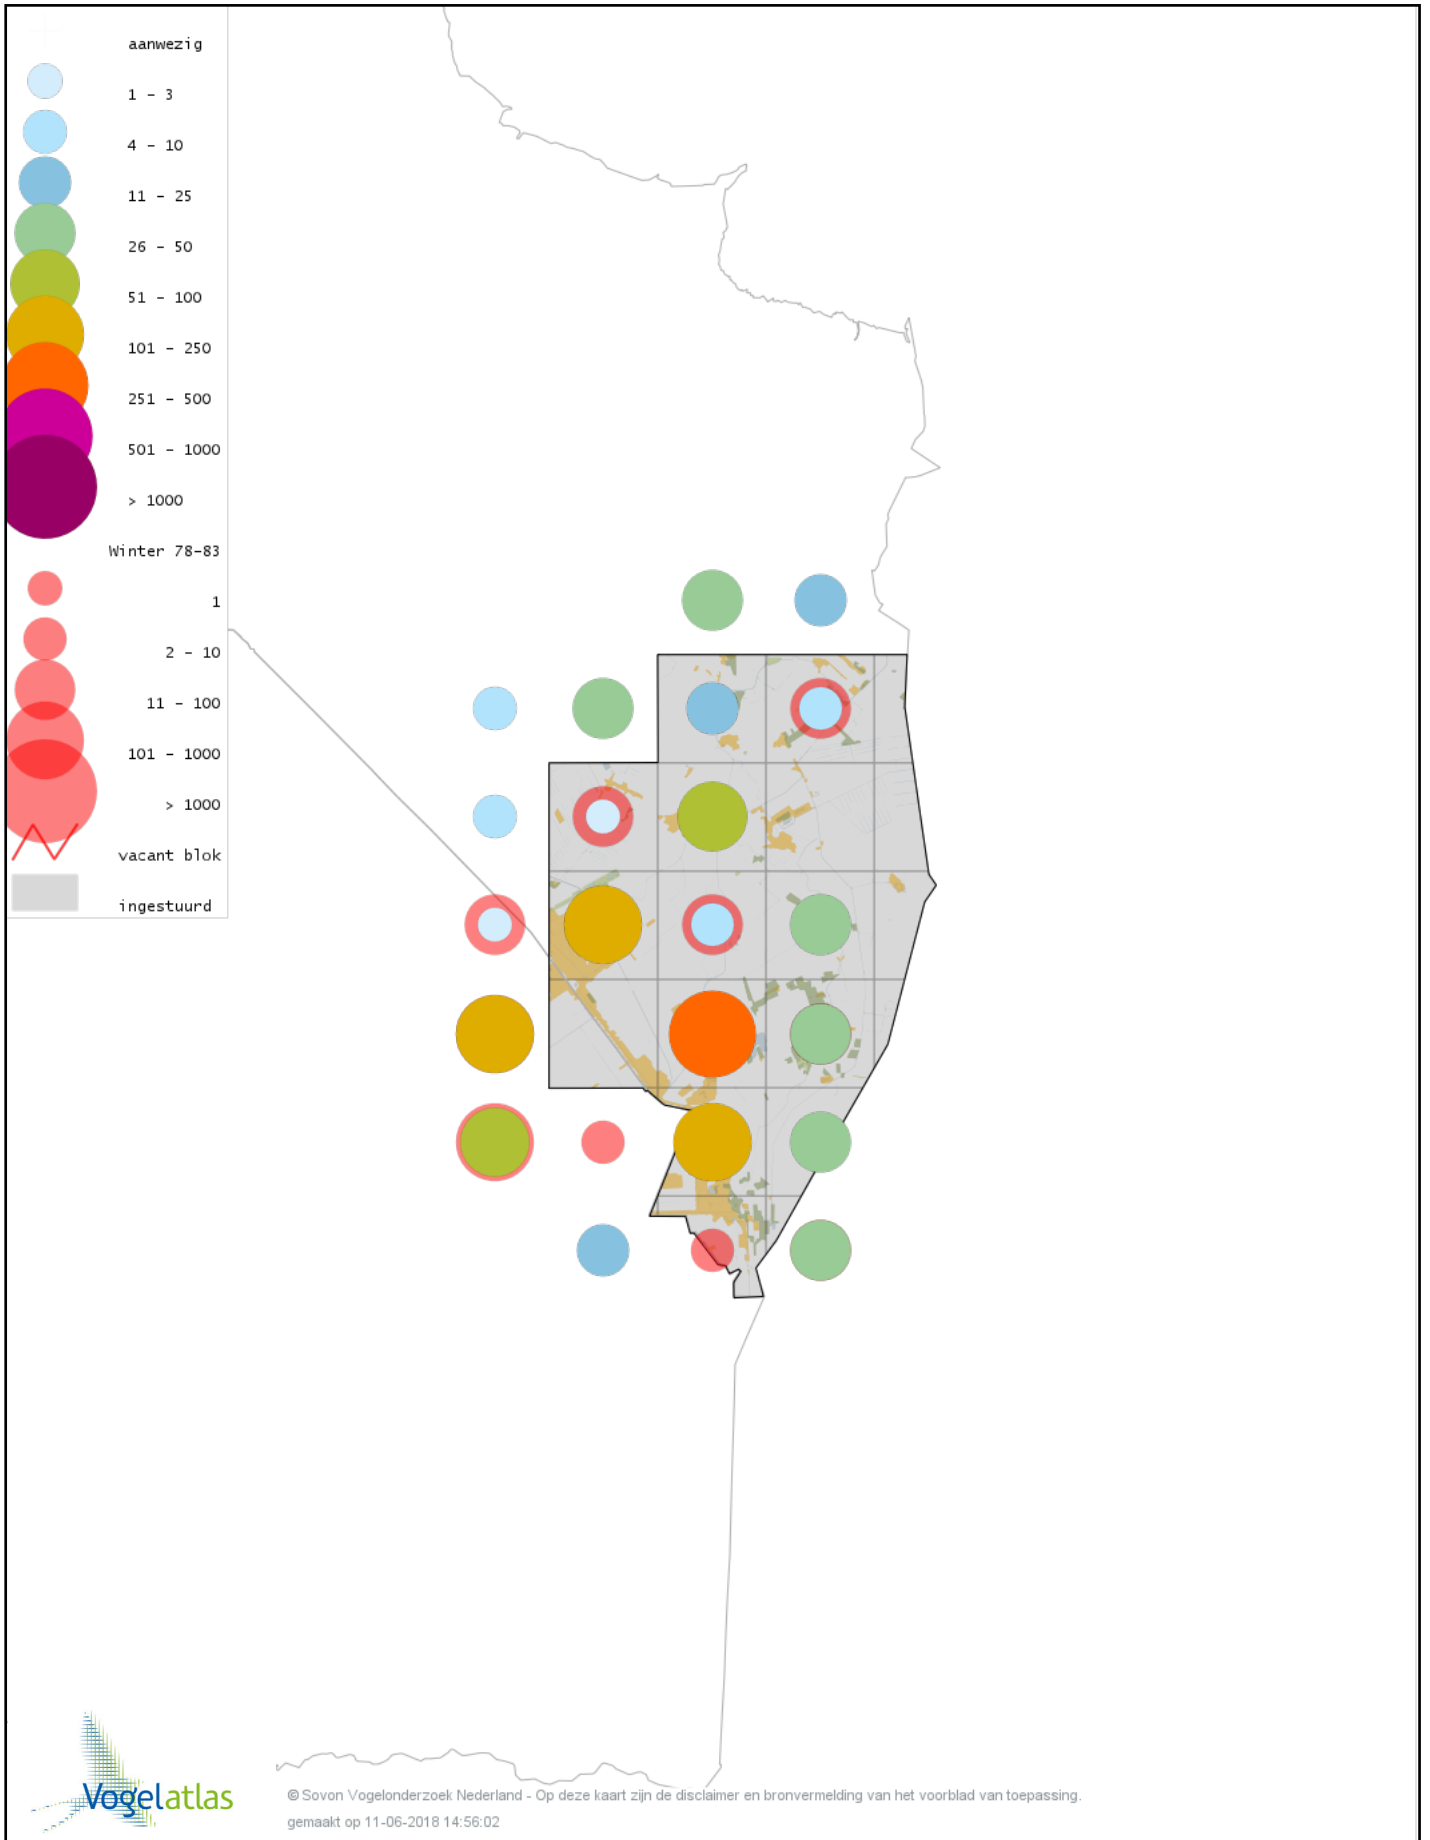 aanwezig
1 - 3
4 - 10
11 - 25
26 - 50
51 - 100
101 - 250
251 - 500
501 - 1000
> 1000
Winter 78-83
1
2 - 10
11 - 100
101 - 1000
> 1000
vacant blok
ingestuurd
Vogelatlas
© Sovon Vogelonderzoek Nederland - Op deze kaart zijn de disclaimer en bronvermelding van het voorblad van toepassing.
gemaakt op 11-06-2018 14:56:02